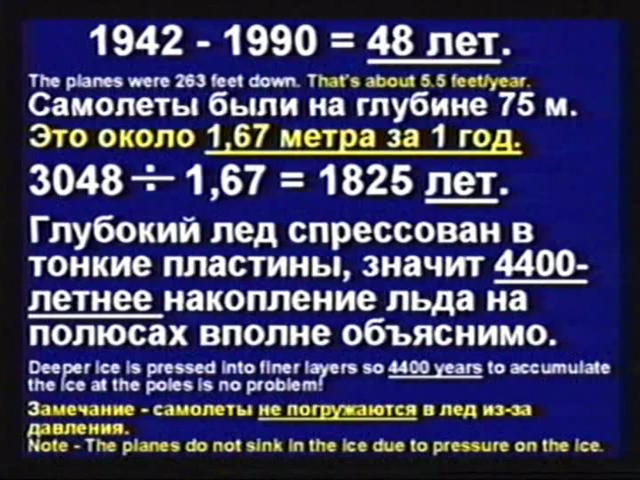 1942 - 1990 = 48 лет.
The planes were 263 feet down. That's about 5.5 feet/year.
Самолеты были на глубине 75 м.
Это около 1,67 метра за 1 год.
3048 ÷ 1,67 = 1825 лет.
Глубокий лед спрессован в
тонкие пластины, значит 4400-
летнее накопление льда на
полюсах вполне объяснимо.
Deeper ice is pressed into finer layers so 4400 years to accumulate
the ice at the poles is no problem!
Замечание - самолеты не погружаются в лед из-за
давления.
Note - The planes do not sink in the ice due to pressure on the ice.